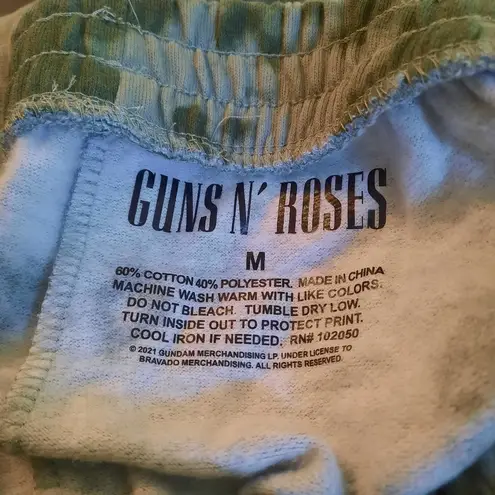 GUNS N' ROSES
M
60% COTTON 40% POLYESTER. MADE IN CHINA
MACHINE WASH WARM WITH LIKE COLORS.
DO NOT BLEACH. TUMBLE DRY LOW.
TURN INSIDE OUT TO PROTECT PRINT.
COOL IRON IF NEEDED. RN# 102050
© 2021 GUNDAM MERCHANDISING LP. UNDER LICENSE TO
BRAVADO MERCHANDISING. ALL RIGHTS RESERVED.